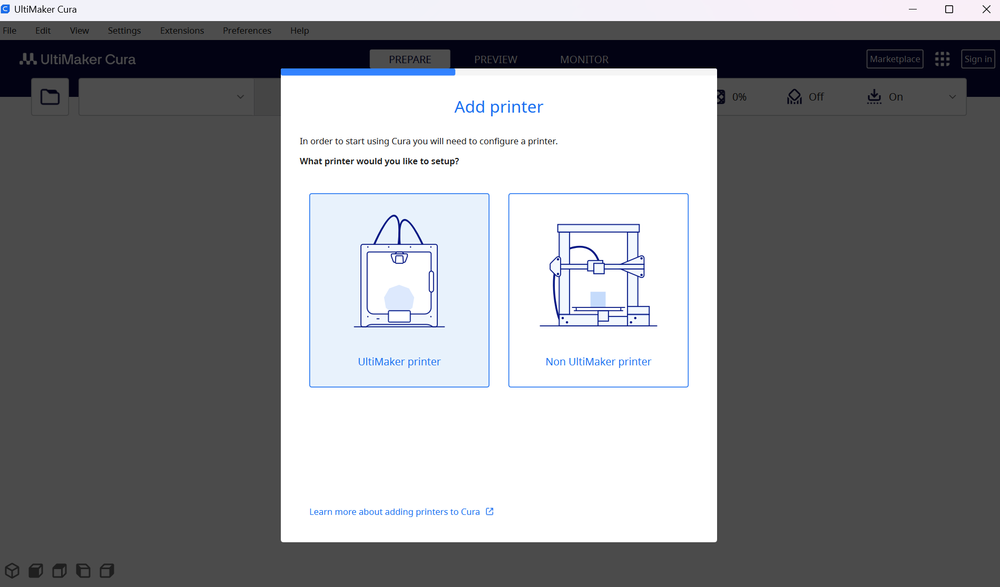 UltiMaker Cura
File Edit View Settings Extensions Preferences Help
UltiMaker Cura PREPARE PREVIEW MONITOR Marketplace Sign in
0% Off On
Add printer
In order to start using Cura you will need to configure a printer.
What printer would you like to setup?
UltiMaker printer Non UltiMaker printer
Learn more about adding printers to Cura